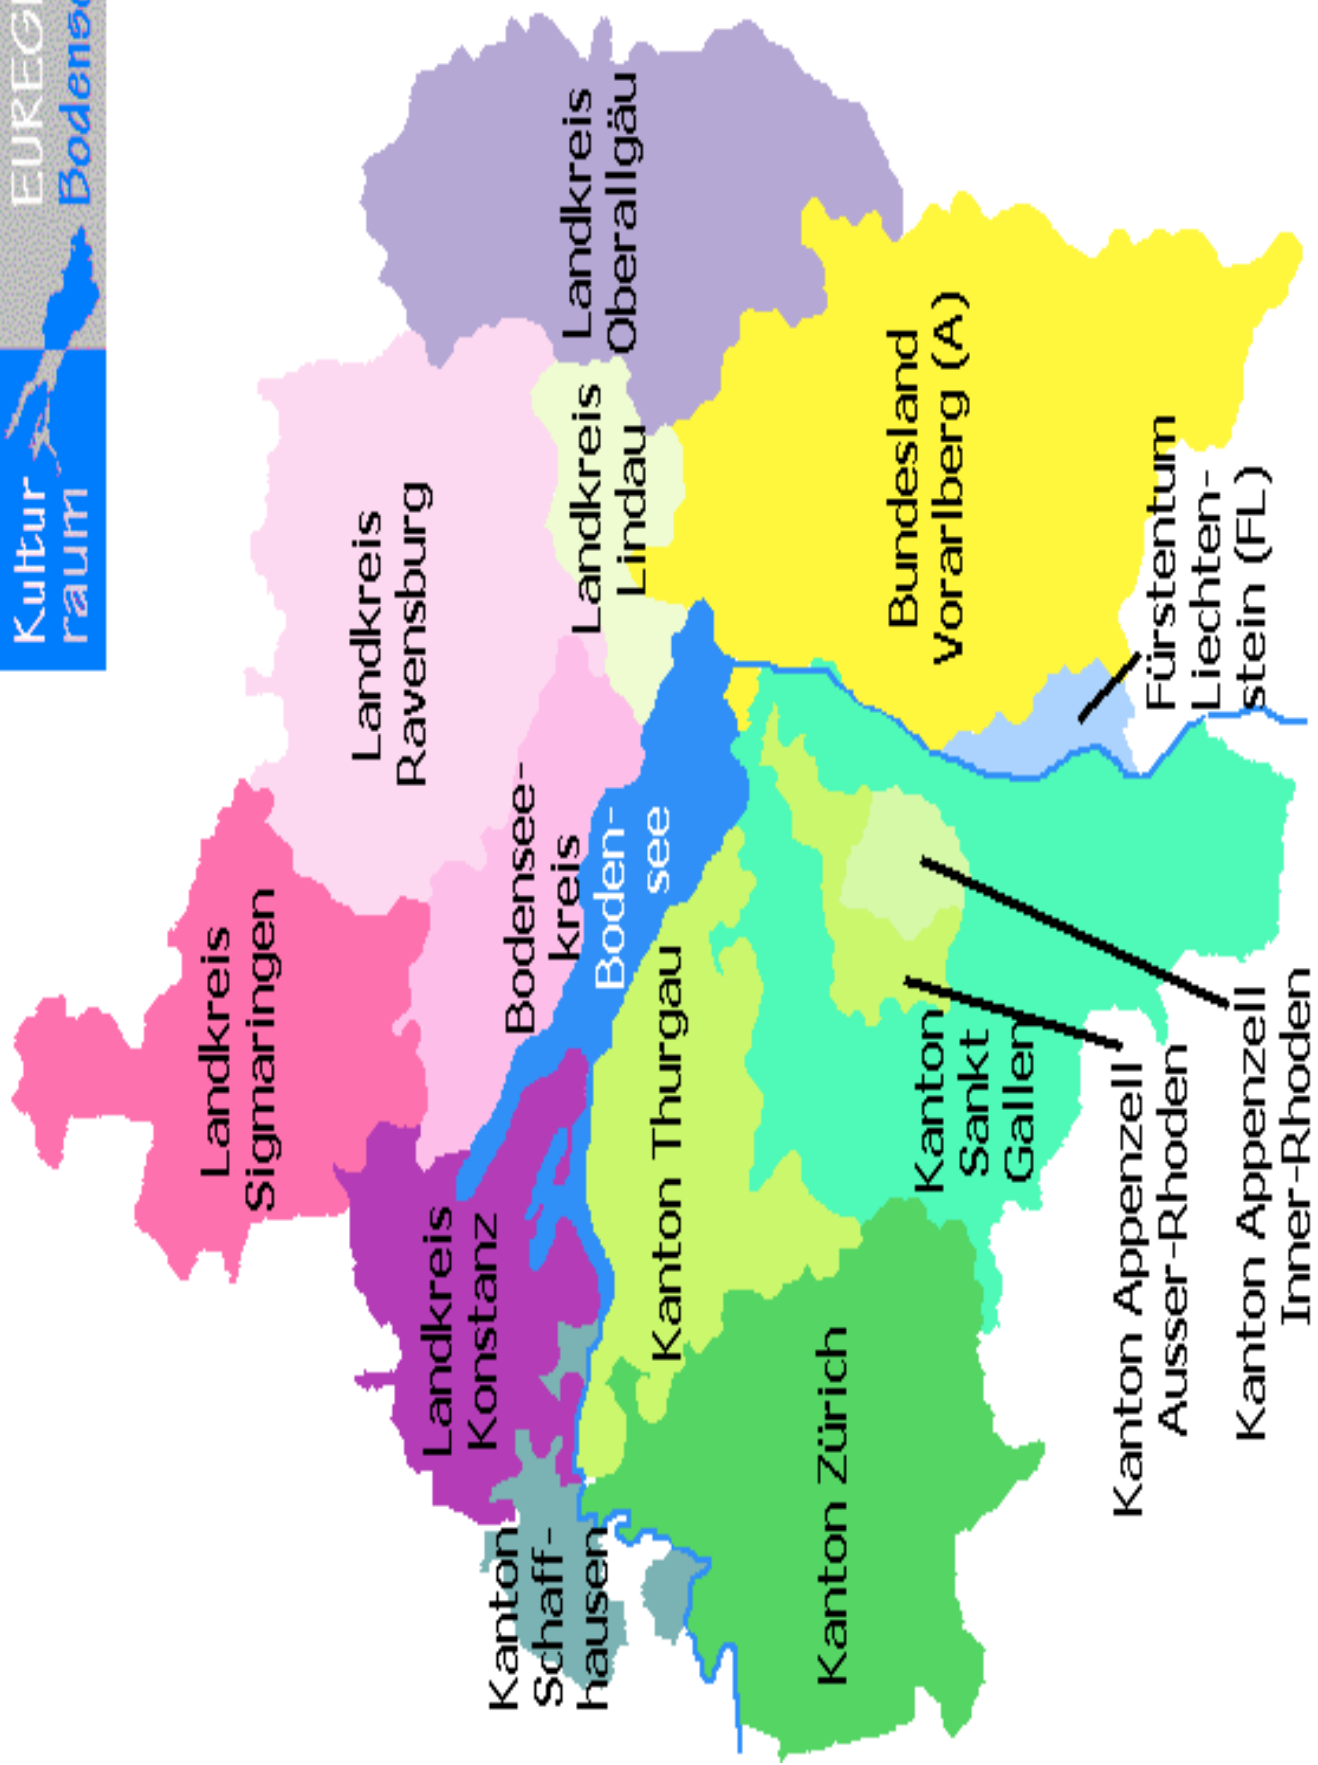 Kultur
raum
EUREGI
Bodense
Landkreis
Sigmaringen
Landkreis
Ravensburg
Landkreis
Oberallgäu
Landkreis
Lindau
Landkreis
Konstanz
Bodensee-
kreis
Boden-
see
Kanton
Schaff-
hausen
Kanton Thurgau
Kanton Zürich
Kanton
Sankt
Gallen
Bundesland
Vorarlberg (A)
Fürstentum
Liechten-
stein (FL)
Kanton Appenzell
Ausser-Rhoden
Kanton Appenzell
Inner-Rhoden